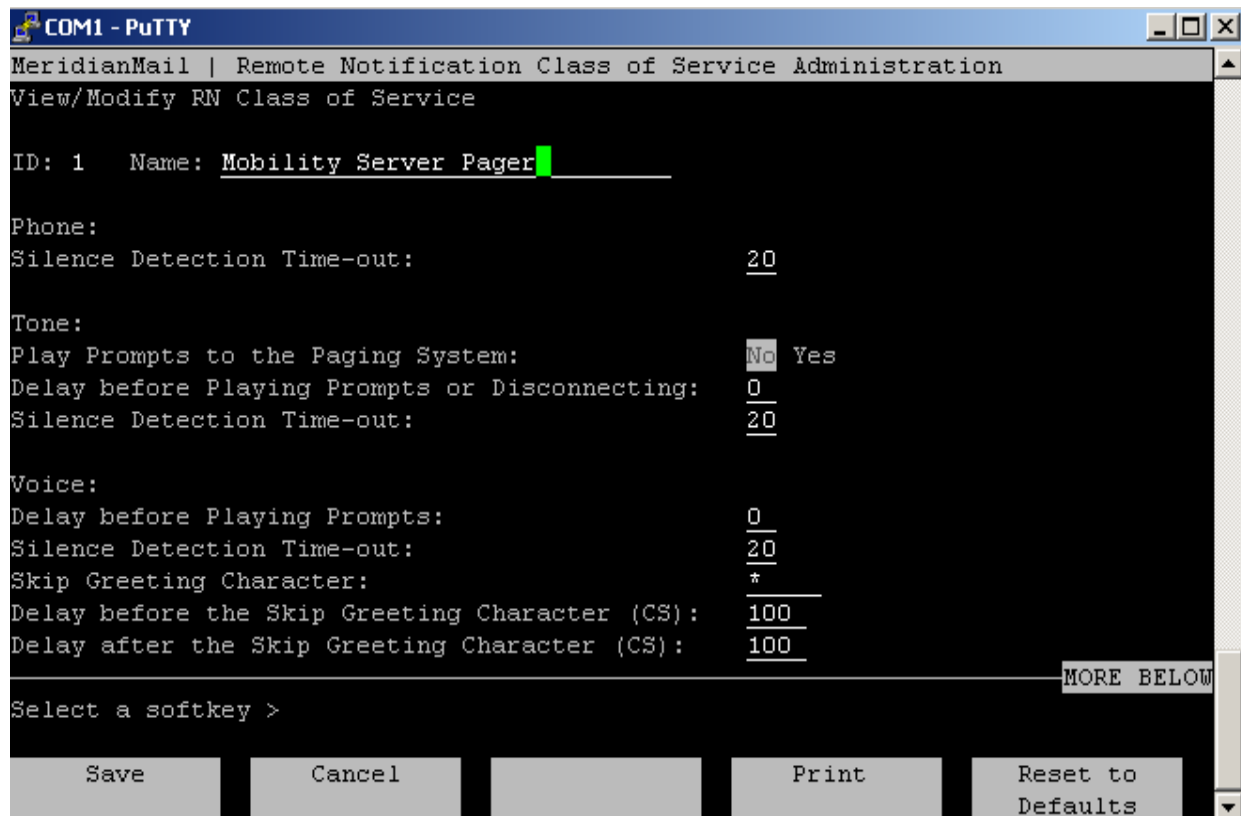 COM1 - PuTTY
MeridianMail | Remote Notification Class of Service Administration
View/Modify RN Class of Service
ID: 1 Name: Mobility Server Pager
Phone:
Silence Detection Time-out: 20
Tone:
Play Prompts to the Paging System: No Yes
Delay before Playing Prompts or Disconnecting: 0
Silence Detection Time-out: 20
Voice:
Delay before Playing Prompts: 0
Silence Detection Time-out: 20
Skip Greeting Character: *
Delay before the Skip Greeting Character (CS): 100
Delay after the Skip Greeting Character (CS): 100
MORE BELOW
Select a softkey >
Save Cancel Print Reset to
Defaults